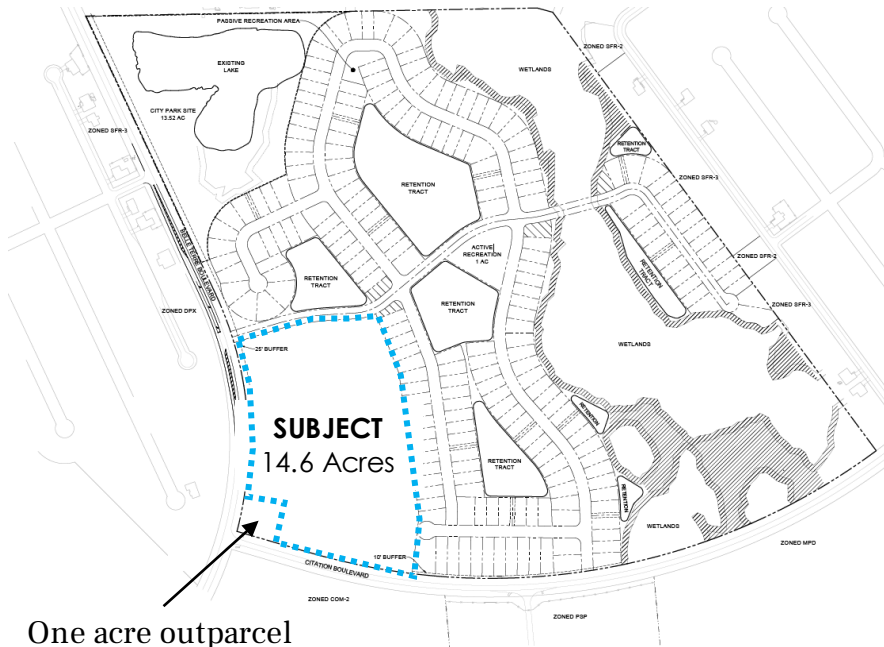 PASSIVE RECREATION AREA
ZONED SFR-2
EXISTING
LAKE
WETLANDS
CITY PARK SITE
13.52 AC
ZONED SFR-3
RETENTION
TRACT
ZONED SFR-3
RETENTION
TRACT
BELLE TERRE BOULEVARD
ACTIVE
RECREATION
1 AC
ZONED SFR-2
RETENTION
TRACT
RETENTION
TRACT
RETENTION
TRACT
ZONED SFR-3
ZONED DPX
25' BUFFER
WETLANDS
SUBJECT
14.6 Acres
RETENTION
RETENTION
TRACT
RETENTION
WETLANDS
10' BUFFER
CITATION BOULEVARD
ZONED MPD
ZONED COM-2
ZONED PSP
One acre outparcel